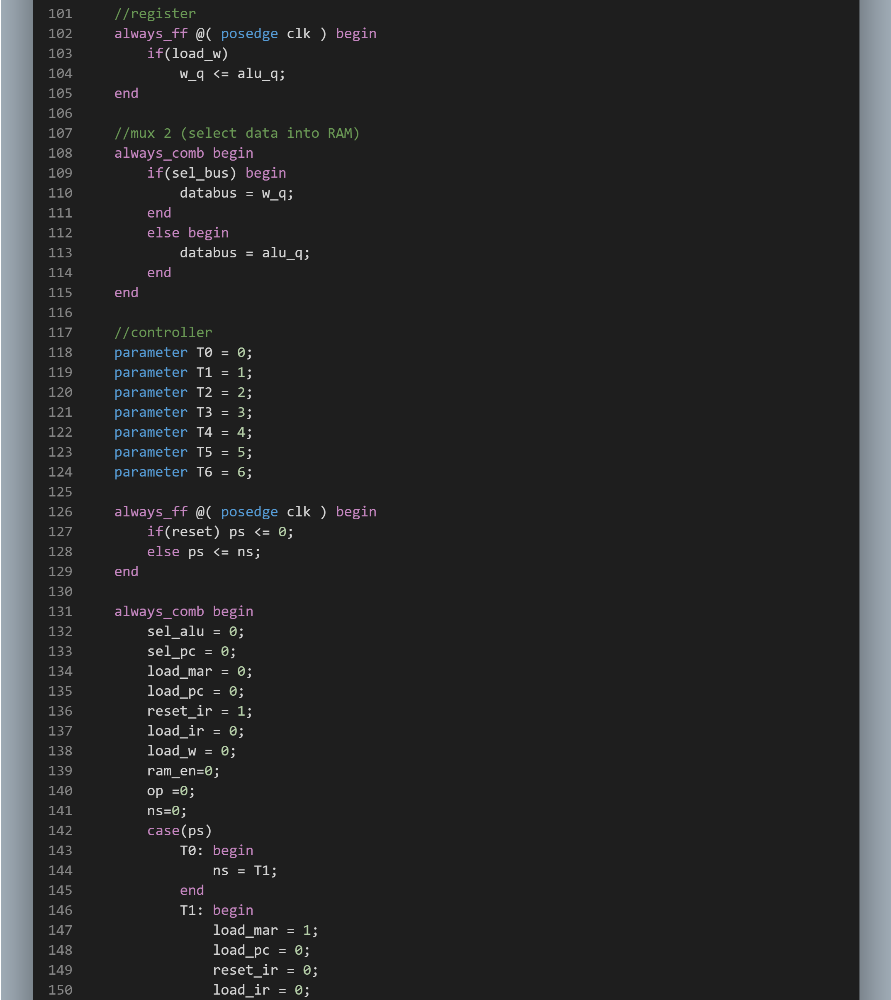 101 //register
102 always_ff @( posedge clk ) begin
103 if(load_w)
104 w_q <= alu_q;
105 end
106
107 //mux 2 (select data into RAM)
108 always_comb begin
109 if(sel_bus) begin
110 databus = w_q;
111 end
112 else begin
113 databus = alu_q;
114 end
115 end
116
117 //controller
118 parameter T0 = 0;
119 parameter T1 = 1;
120 parameter T2 = 2;
121 parameter T3 = 3;
122 parameter T4 = 4;
123 parameter T5 = 5;
124 parameter T6 = 6;
125
126 always_ff @( posedge clk ) begin
127 if(reset) ps <= 0;
128 else ps <= ns;
129 end
130
131 always_comb begin
132 sel_alu = 0;
133 sel_pc = 0;
134 load_mar = 0;
135 load_pc = 0;
136 reset_ir = 1;
137 load_ir = 0;
138 load_w = 0;
139 ram_en=0;
140 op =0;
141 ns=0;
142 case(ps)
143 T0: begin
144 ns = T1;
145 end
146 T1: begin
147 load_mar = 1;
148 load_pc = 0;
149 reset_ir = 0;
150 load_ir = 0;